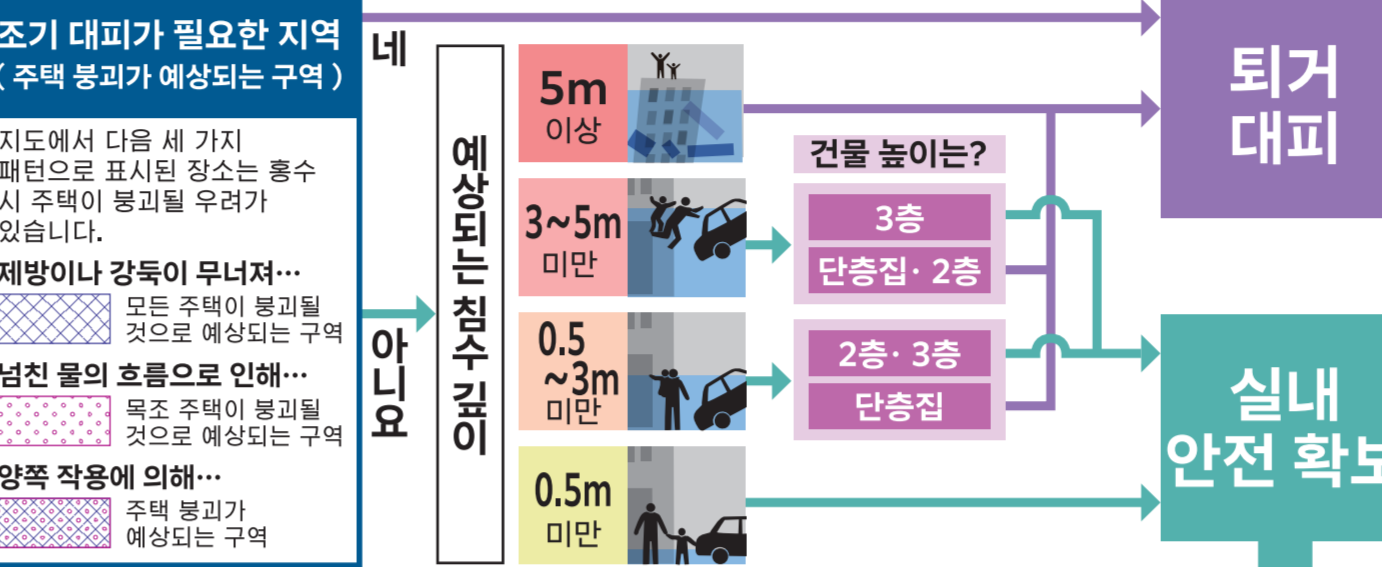 조기 대피가 필요한 지역
( 주택 붕괴가 예상되는 구역 )
지도에서 다음 세 가지
패턴으로 표시된 장소는 홍수
시 주택이 붕괴될 우려가
있습니다.
제방이나 강둑이 무너져…
모든 주택이 붕괴될
것으로 예상되는 구역
넘친 물의 흐름으로 인해…
목조 주택이 붕괴될
것으로 예상되는 구역
양쪽 작용에 의해…
주택 붕괴가
예상되는 구역
네
아니요
예상되는 침수 깊이
5m
이상
3~5m
미만
0.5
~3m
미만
0.5m
미만
건물 높이는?
3층
단층집· 2층
2층· 3층
단층집
퇴거
대피
실내
안전 확보